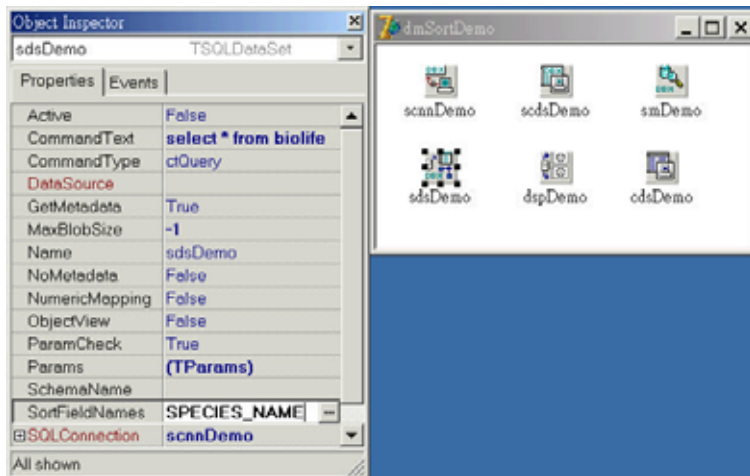 Object Inspector
sdsDemo TSQLDataSet
Properties Events
Active False
CommandText select * from biolife
CommandType ctQuery
DataSource
GetMetadata True
MaxBlobSize -1
Name sdsDemo
NoMetadata False
NumericMapping False
ObjectView False
ParamCheck True
Params (TParams)
SchemaName
SortFieldNames SPECIES_NAME
SQLConnection scnnDemo
All shown
dmSortDemo
scnnDemo scdsDemo smDemo
sdsDemo dspDemo cdsDemo